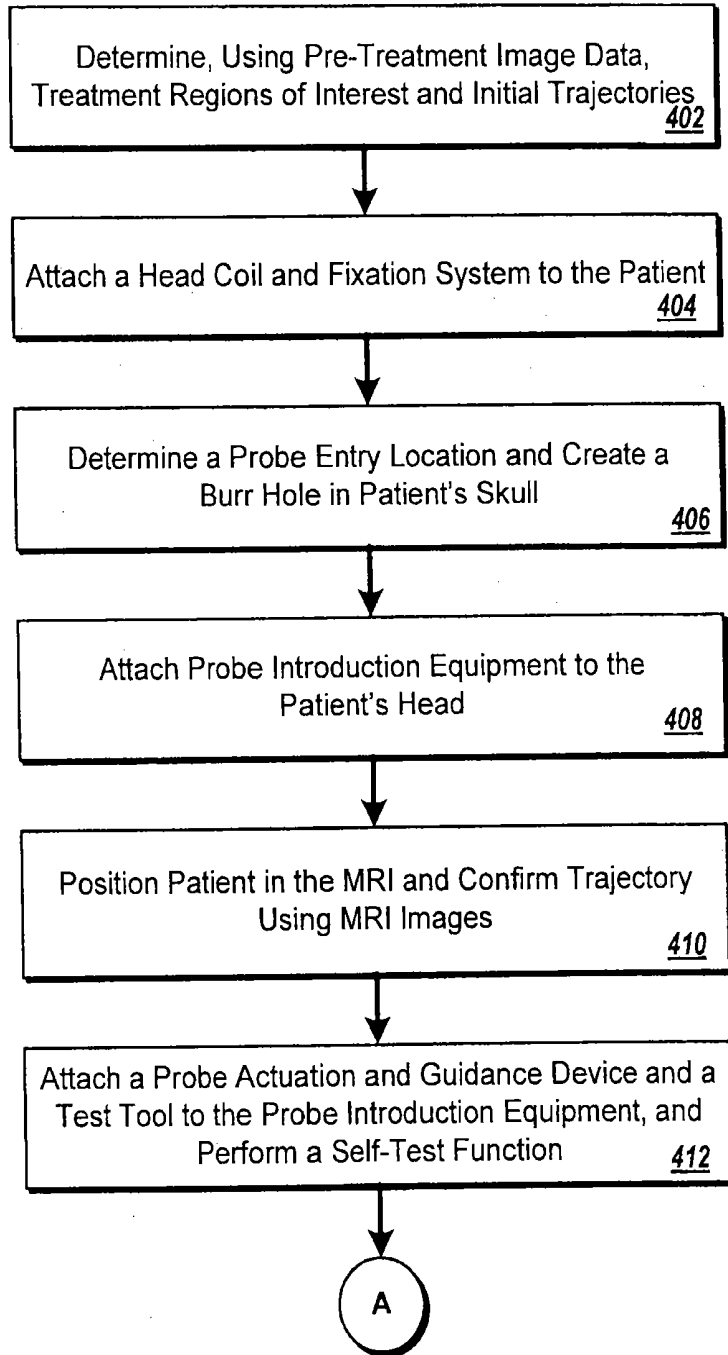 Determine, Using Pre-Treatment Image Data,
Treatment Regions of Interest and Initial Trajectories
402
Attach a Head Coil and Fixation System to the Patient
404
Determine a Probe Entry Location and Create a
Burr Hole in Patient's Skull
406
Attach Probe Introduction Equipment to the
Patient's Head
408
Position Patient in the MRI and Confirm Trajectory
Using MRI Images
410
Attach a Probe Actuation and Guidance Device and a
Test Tool to the Probe Introduction Equipment, and
Perform a Self-Test Function
412
A